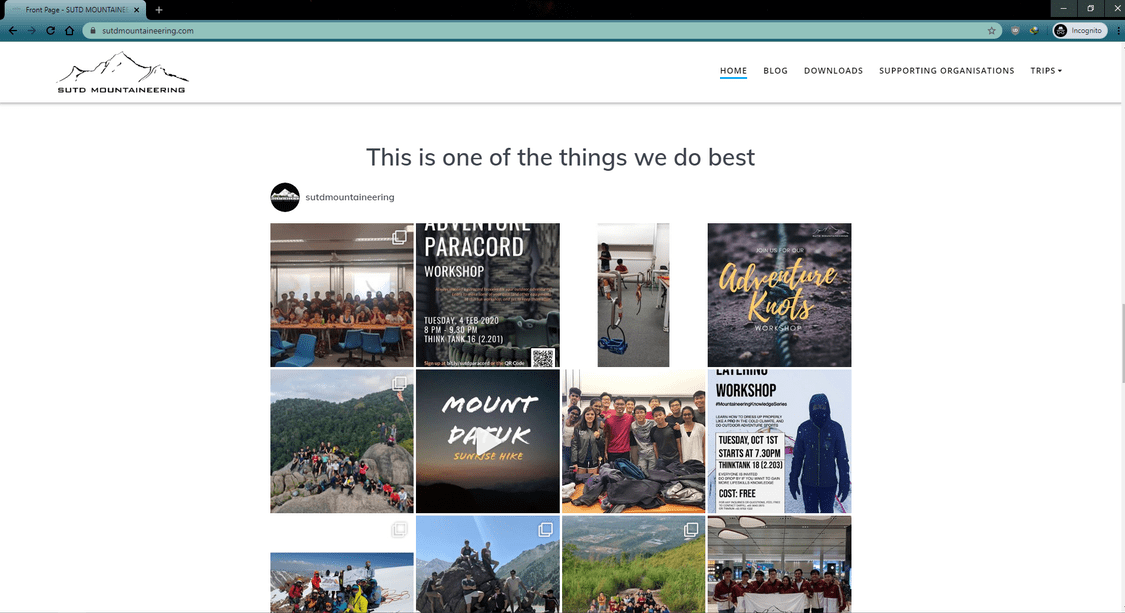 Front Page - SUTD MOUNTAINEE
sutdmountaineering.com
Incognito
SUTD MOUNTAINEERING
HOME
BLOG
DOWNLOADS
SUPPORTING ORGANISATIONS
TRIPS
This is one of the things we do best
sutdmountaineering
ADVENTURE
PARACORD
WORKSHOP
TUESDAY, 4 FEB 2020
8 PM - 9.30 PM
THINK TANK 16 (2.201)
Sign up at bit.ly/sutdparacord or the QR Code
JOIN US FOR OUR
Adventure
Knots
WORKSHOP
MOUNT
DATUK
SUNRISE HIKE
LAYERING
WORKSHOP
#MountaineeringKnowledgeSeries
LEARN HOW TO DRESS UP PROPERLY
LIKE A PRO IN THE COLD CLIMATE, AND
DO OUTDOOR ADVENTURE SPORTS
TUESDAY, OCT 1ST
STARTS AT 7.30PM
THINKTANK 18 (2.203)
EVERYONE IS INVITED
DO DROP BY IF YOU WANT TO GAIN
MORE LIFESKILLS KNOWLEDGE
COST: FREE